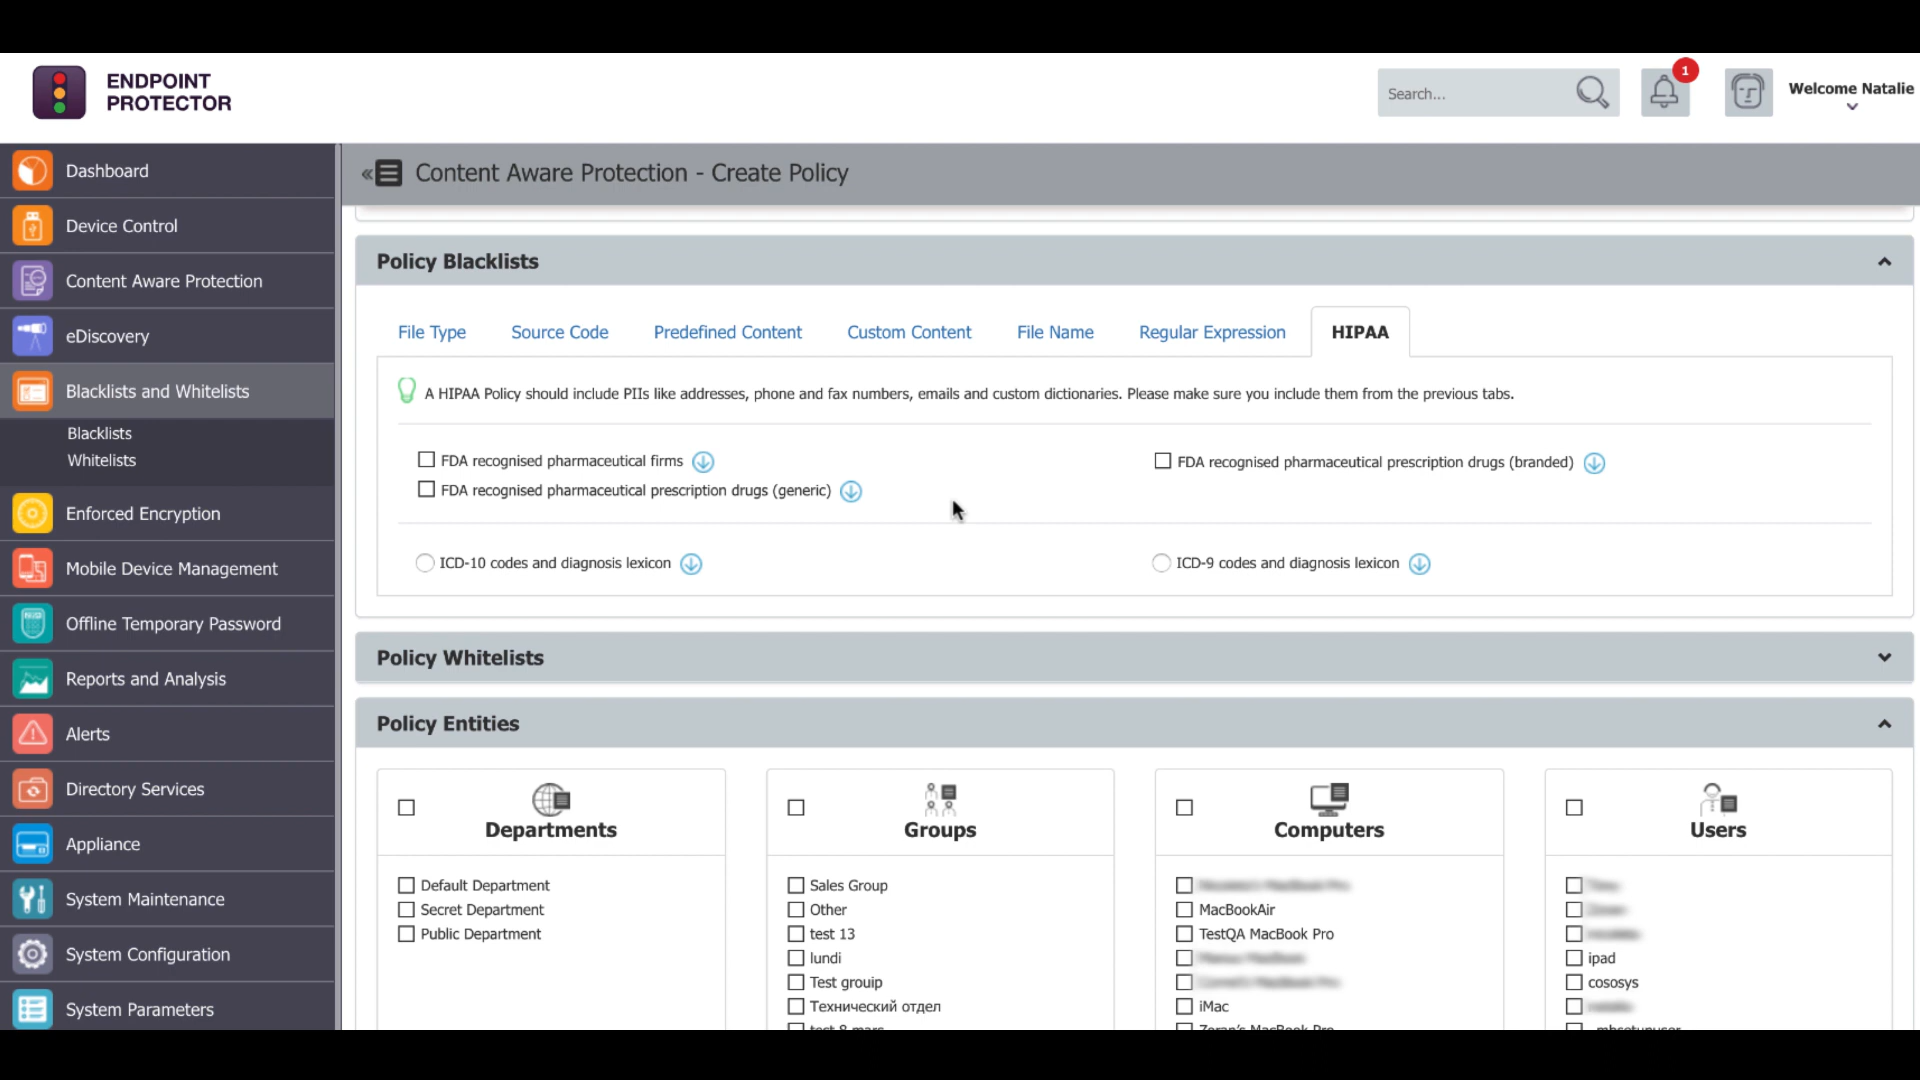 ENDPOINT
PROTECTOR
Search...
1
Welcome Natalie
Dashboard
Device Control
Content Aware Protection
eDiscovery
Blacklists and Whitelists
Blacklists
Whitelists
Enforced Encryption
Mobile Device Management
Offline Temporary Password
Reports and Analysis
Alerts
Directory Services
Appliance
System Maintenance
System Configuration
System Parameters
« Content Aware Protection - Create Policy
Policy Blacklists
File Type Source Code Predefined Content Custom Content File Name Regular Expression HIPAA
A HIPAA Policy should include PIIs like addresses, phone and fax numbers, emails and custom dictionaries. Please make sure you include them from the previous tabs.
FDA recognised pharmaceutical firms
FDA recognised pharmaceutical prescription drugs (branded)
FDA recognised pharmaceutical prescription drugs (generic)
ICD-10 codes and diagnosis lexicon
ICD-9 codes and diagnosis lexicon
Policy Whitelists
Policy Entities
Departments
Default Department
Secret Department
Public Department
Groups
Sales Group
Other
test 13
lundi
Test grouip
Технический отдел
test 8 mars
Computers
MacBookAir
TestQA MacBook Pro
iMac
Zoran's MacBook Pro
Users
ipad
cososys
_mbsetupuser